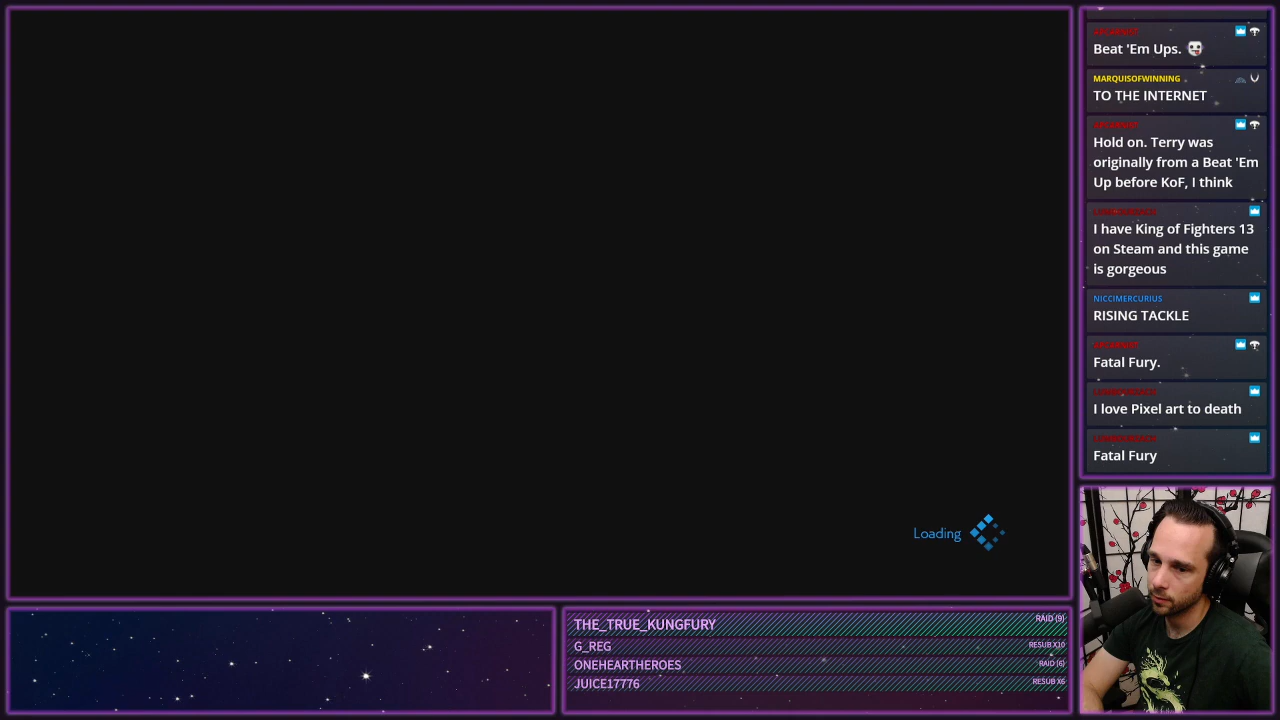 Beat 'Em Ups.
MARQUISOFWINNING
TO THE INTERNET
Hold on. Terry was
originally from a Beat 'Em
Up before KoF, I think
I have King of Fighters 13
on Steam and this game
is gorgeous
NICCIMERCURIUS
RISING TACKLE
Fatal Fury.
I love Pixel art to death
Fatal Fury
Loading
THE_TRUE_KUNGFURY
RAID (9)
G_REG
RESUB X10
ONEHEARTHEROES
RAID (6)
JUICE17776
RESUB X6